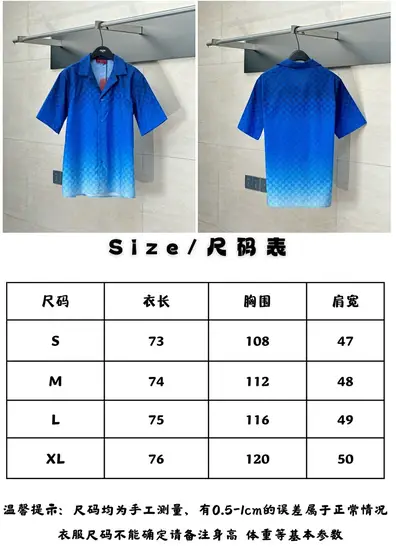 Size/尺码表
尺码 衣长 胸围 肩宽
S 73 108 47
M 74 112 48
L 75 116 49
XL 76 120 50
温馨提示：尺码均为手工测量、有0.5-1cm的误差属于正常情况
衣服尺码不能确定请备注身高 体重等基本参数